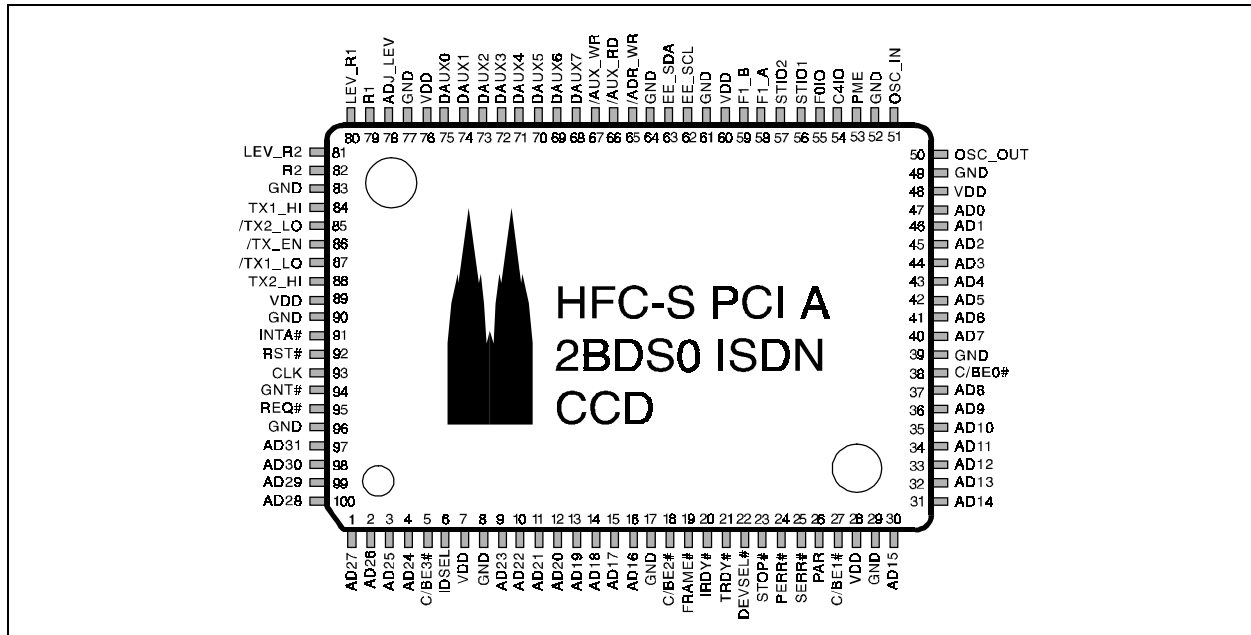 LEV_R1 R1 ADJ_LEV GND VDD DAUX0 DAUX1 DAUX2 DAUX3 DAUX4 DAUX5 DAUX6 DAUX7 /AUX_WR /AUX_RD /ADR_WR GND EE_SDA EE_SCL GND VDD F1_B F1_A STIO2 STIO1 F0IO C4IO PME GND OSC_IN
80 79 78 77 76 75 74 73 72 71 70 69 68 67 66 65 64 63 62 61 60 59 58 57 56 55 54 53 52 51
LEV_R2 81
R2 82
GND 83
TX1_HI 84
/TX2_LO 85
/TX_EN 86
/TX1_LO 87
TX2_HI 88
VDD 89
GND 90
INTA# 91
RST# 92
CLK 93
GNT# 94
REQ# 95
GND 96
AD31 97
AD30 98
AD29 99
AD28 100
HFC-S PCI A
2BDS0 ISDN
CCD
50 OSC_OUT
49 GND
48 VDD
47 AD0
46 AD1
45 AD2
44 AD3
43 AD4
42 AD5
41 AD6
40 AD7
39 GND
38 C/BE0#
37 AD8
36 AD9
35 AD10
34 AD11
33 AD12
32 AD13
31 AD14
1 2 3 4 5 6 7 8 9 10 11 12 13 14 15 16 17 18 19 20 21 22 23 24 25 26 27 28 29 30
AD27 AD26 AD25 AD24 C/BE3# IDSEL VDD GND AD23 AD22 AD21 AD20 AD19 AD18 AD17 AD16 GND C/BE2# FRAME# IRDY# TRDY# DEVSEL# STOP# PERR# SERR# PAR C/BE1# VDD GND AD15